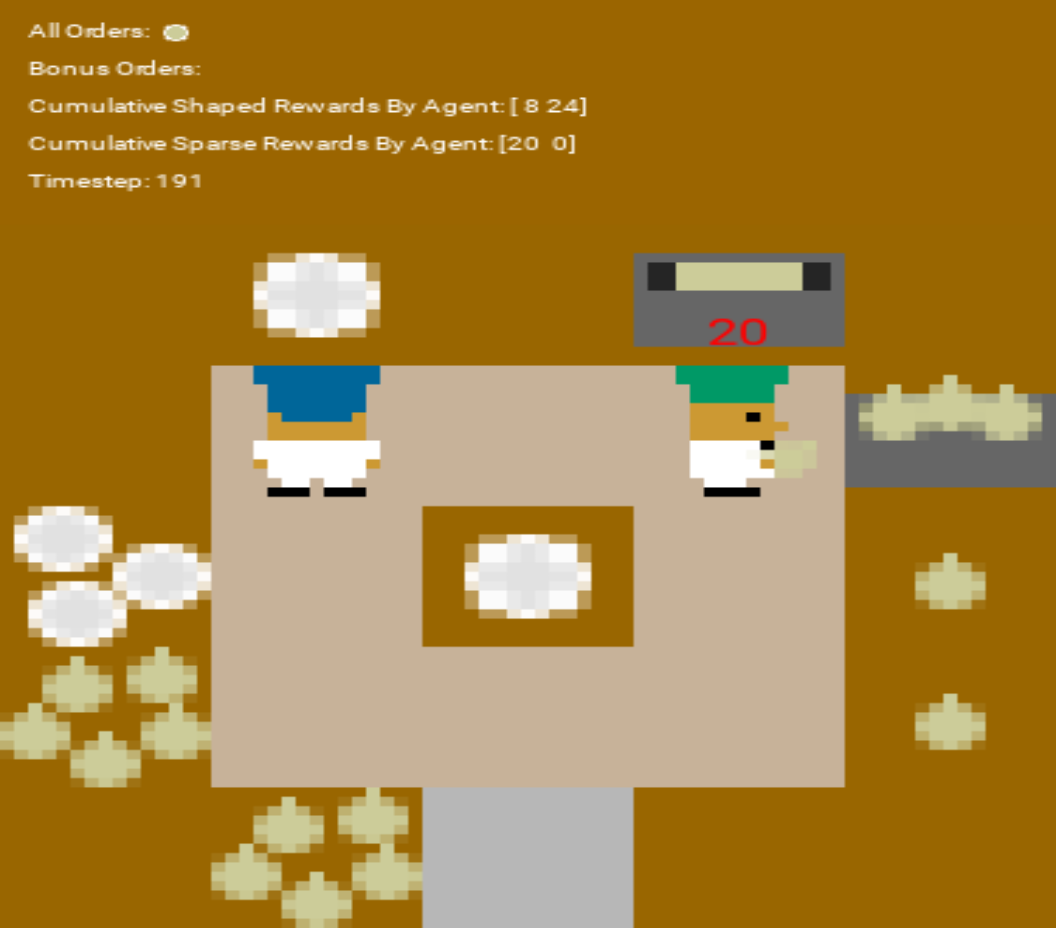 All Orders:
Bonus Orders:
Cumulative Shaped Rewards By Agent: [ 8 24]
Cumulative Sparse Rewards By Agent: [20  0]
Timestep: 191
20